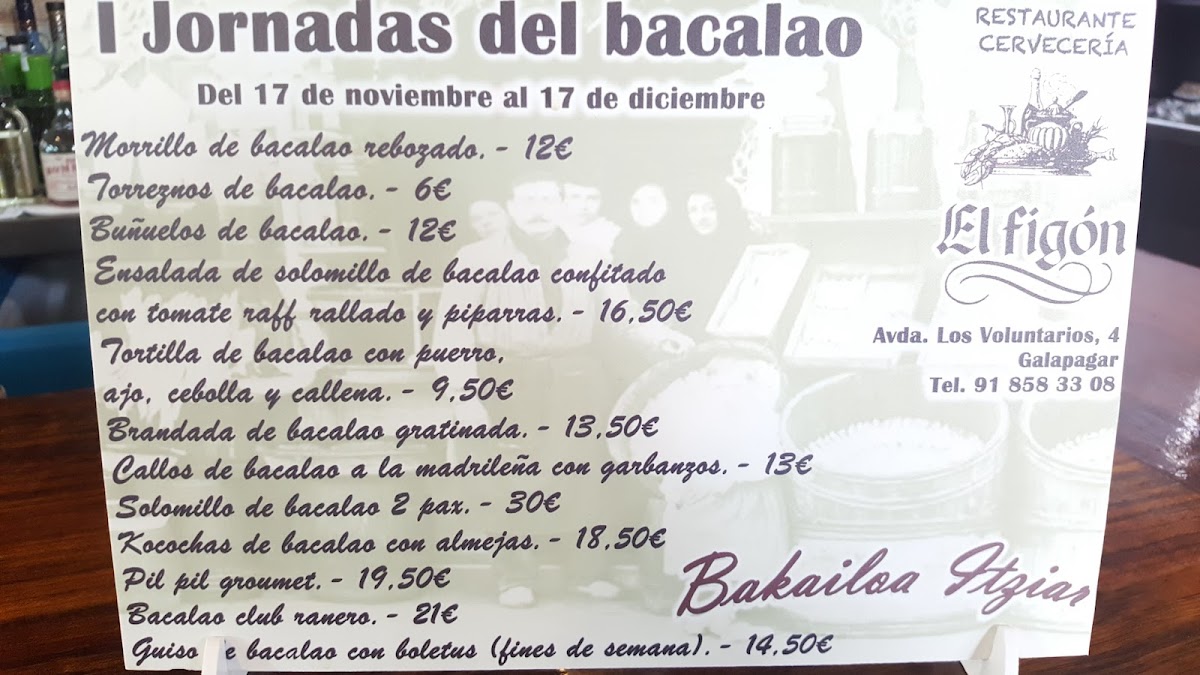 I Jornadas del bacalao
Del 17 de noviembre al 17 de diciembre
Morrillo de bacalao rebozado. - 12€
Torreznos de bacalao. - 6€
Buñuelos de bacalao. - 12€
Ensalada de solomillo de bacalao confitado
con tomate raff rallado y piparras. - 16,50€
Tortilla de bacalao con puerro,
ajo, cebolla y callena. - 9,50€
Brandada de bacalao gratinada. - 13,50€
Callos de bacalao a la madrileña con garbanzos. - 13€
Solomillo de bacalao 2 pax. - 30€
Kocochas de bacalao con almejas. - 18,50€
Pil pil groumet. - 19,50€
Bacalao club ranero. - 21€
Guiso de bacalao con boletus (fines de semana). - 14,50€
RESTAURANTE
CERVECERÍA
El figón
Avda. Los Voluntarios, 4
Galapagar
Tel. 91 858 33 08
Bakailoa Itziar